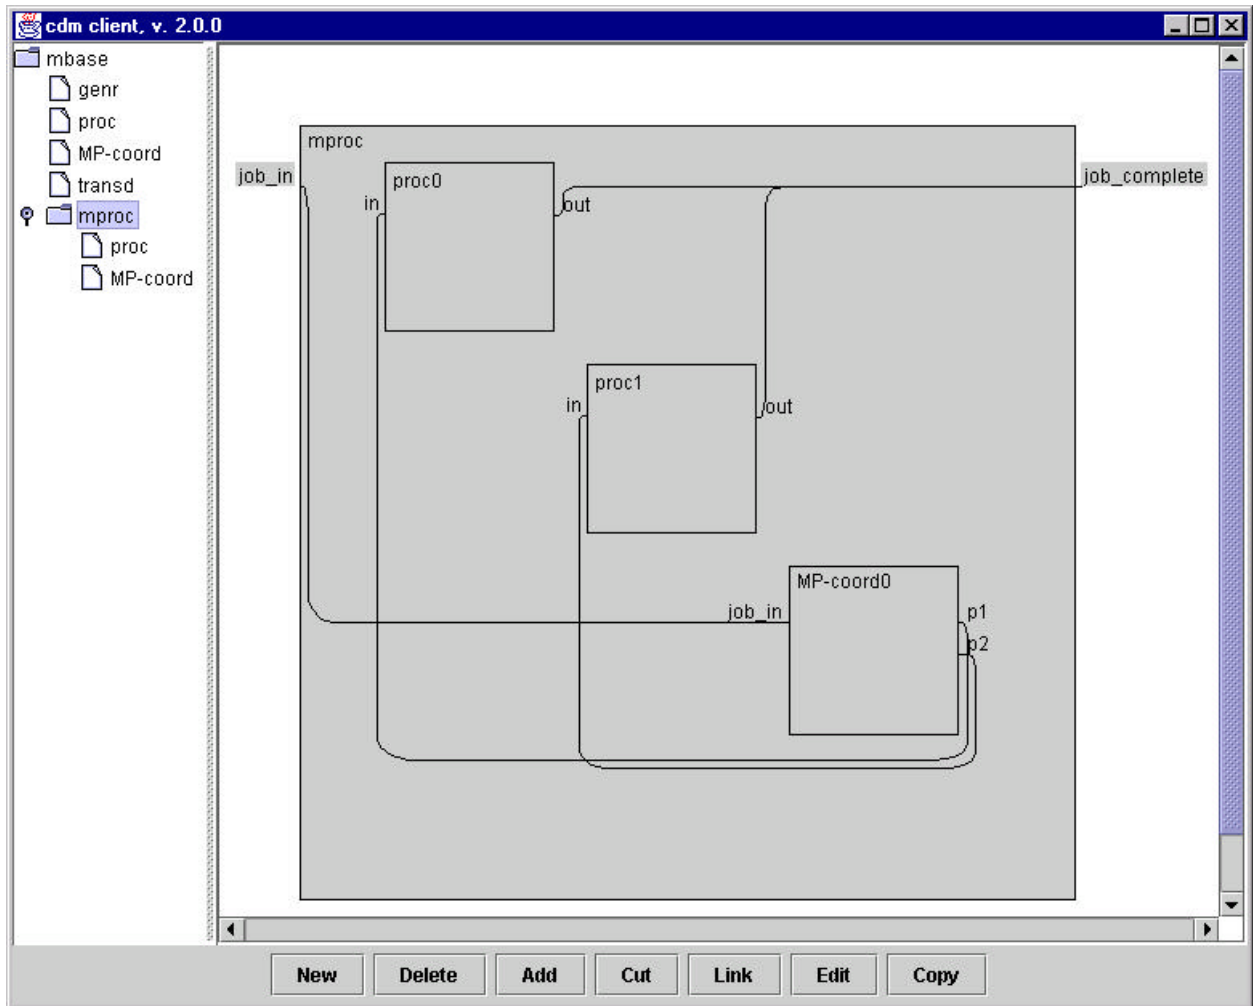 cdm client, v. 2.0.0
mbase
genr
proc
MP-coord
transd
mproc
proc
MP-coord
mproc
job_in
job_complete
proc0
in
out
proc1
in
out
MP-coord0
job_in
p1
p2
New
Delete
Add
Cut
Link
Edit
Copy